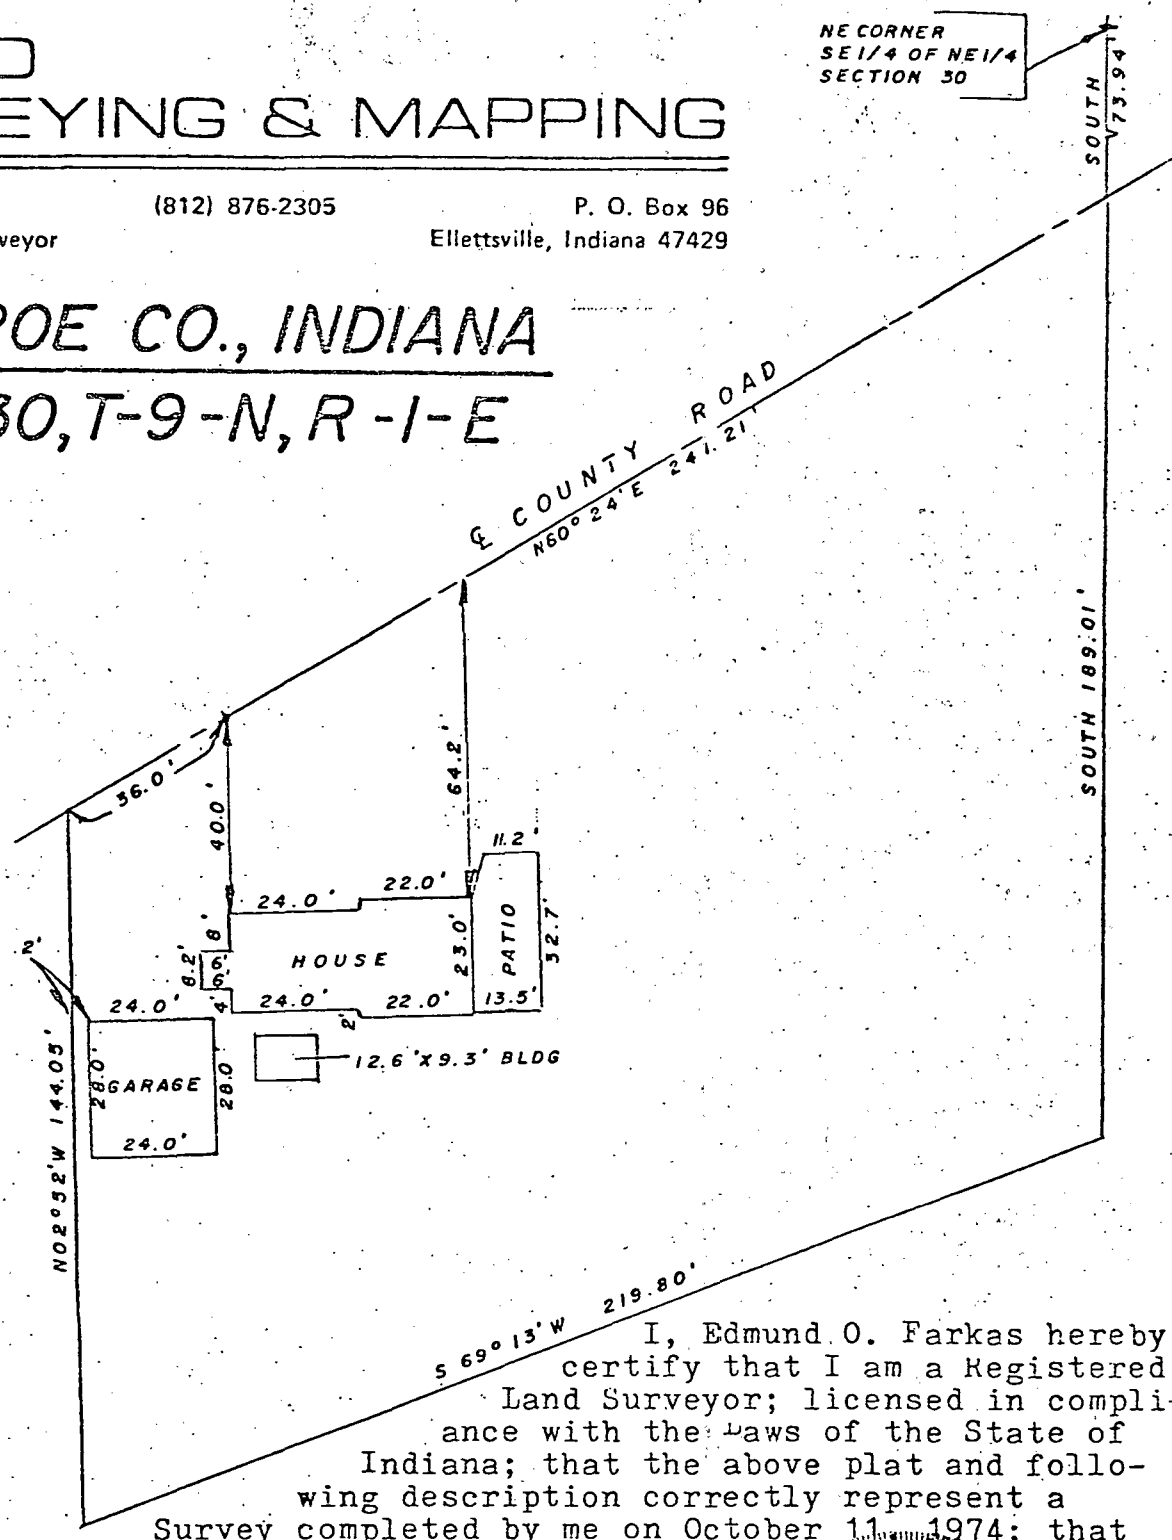 NE CORNER
SE 1/4 OF NE 1/4
SECTION 30
SOUTH
73.94'
EYING & MAPPING
(812) 876-2305
P. O. Box 96
veyor
Ellettsville, Indiana 47429
OE CO., INDIANA
30, T-9-N, R-1-E
℄ COUNTY ROAD
N60° 24' E 241.21'
SOUTH 189.01'
36.0'
40.0'
64.2'
11.2'
24.0'
22.0'
8'
8.2'
6'
6'
4'
HOUSE
23.0'
PATIO
32.7'
2'
24.0'
24.0'
22.0'
13.5'
2'
12.6'X9.3' BLDG
28.0'
GARAGE
28.0'
24.0'
N02°52'W 144.05'
S 69° 13' W 219.80'
I, Edmund O. Farkas hereby
certify that I am a Registered
Land Surveyor; licensed in compli-
ance with the Laws of the State of
Indiana; that the above plat and follo-
wing description correctly represent a
Survey completed by me on October 11, 1974; that